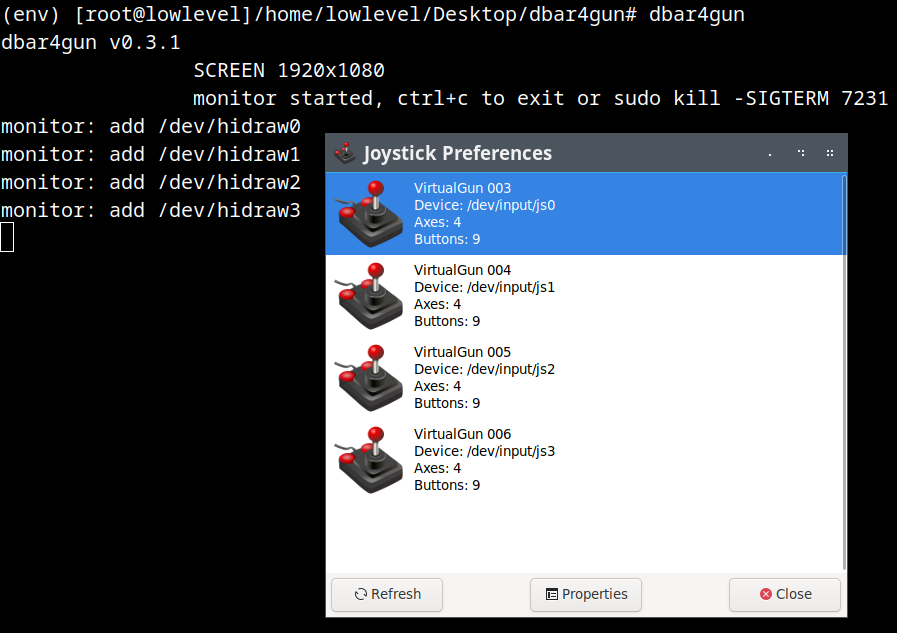 (env) [root@lowlevel]/home/lowlevel/Desktop/dbar4gun# dbar4gun
dbar4gun v0.3.1
SCREEN 1920x1080
monitor started, ctrl+c to exit or sudo kill -SIGTERM 7231
monitor: add /dev/hidraw0
monitor: add /dev/hidraw1
monitor: add /dev/hidraw2
monitor: add /dev/hidraw3
Joystick Preferences
VirtualGun 003
Device: /dev/input/js0
Axes: 4
Buttons: 9
VirtualGun 004
Device: /dev/input/js1
Axes: 4
Buttons: 9
VirtualGun 005
Device: /dev/input/js2
Axes: 4
Buttons: 9
VirtualGun 006
Device: /dev/input/js3
Axes: 4
Buttons: 9
Refresh
Properties
Close